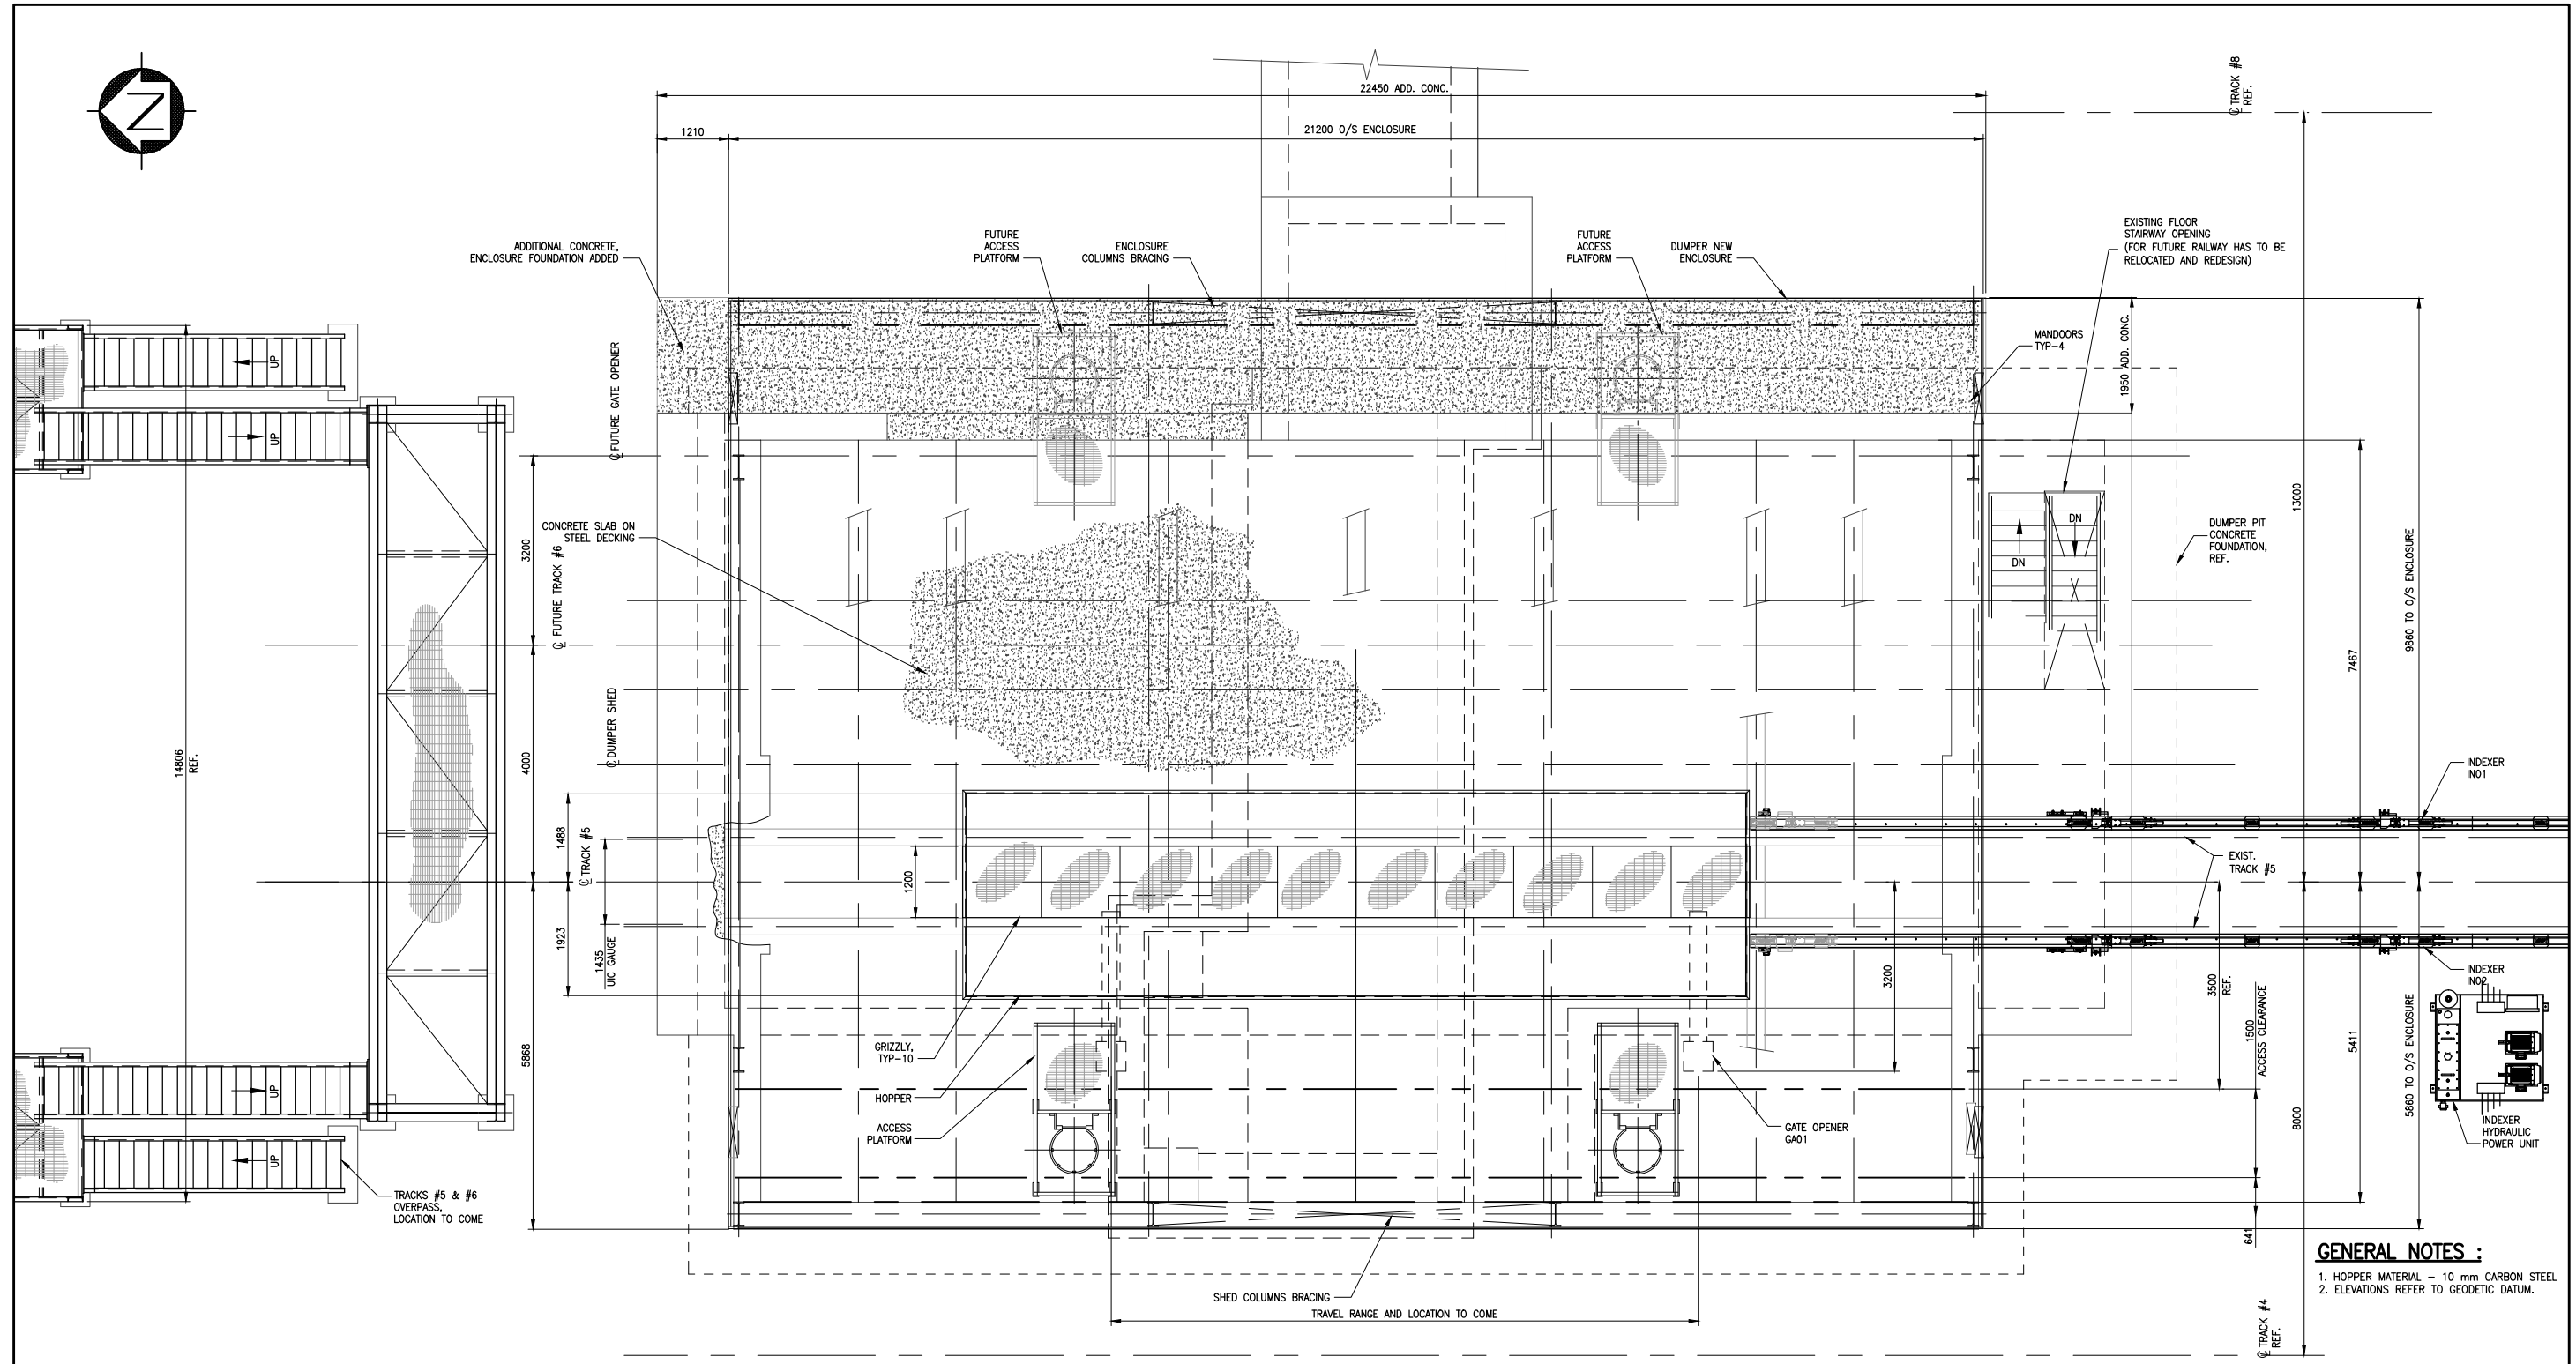 N
22450 ADD. CONC.
℄ TRACK #8
REF.
1210
21200 O/S ENCLOSURE
ADDITIONAL CONCRETE,
ENCLOSURE FOUNDATION ADDED
FUTURE
ACCESS
PLATFORM
ENCLOSURE
COLUMNS BRACING
FUTURE
ACCESS
PLATFORM
DUMPER NEW
ENCLOSURE
EXISTING FLOOR
STAIRWAY OPENING
(FOR FUTURE RAILWAY HAS TO BE
RELOCATED AND REDESIGN)
MANDOORS
TYP-4
1950 ADD. CONC.
UP
UP
℄ FUTURE GATE OPENER
3200
CONCRETE SLAB ON
STEEL DECKING
℄ FUTURE TRACK #6
DN
DN
DUMPER PIT
CONCRETE
FOUNDATION,
REF.
13000
9860 TO O/S ENCLOSURE
7467
14806
REF.
4000
℄ DUMPER SHED
INDEXER
IN01
1488
℄ TRACK #5
1200
EXIST.
TRACK #5
1923
1435
UIC GAUGE
3200
3500
REF.
INDEXER
IN02
5868
GRIZZLY,
TYP-10
HOPPER
ACCESS
PLATFORM
GATE OPENER
GA01
1500
ACCESS CLEARANCE
8000
5411
5860 TO O/S ENCLOSURE
INDEXER
HYDRAULIC
POWER UNIT
UP
UP
TRACKS #5 & #6
OVERPASS,
LOCATION TO COME
641
SHED COLUMNS BRACING
TRAVEL RANGE AND LOCATION TO COME
GENERAL NOTES :
1. HOPPER MATERIAL – 10 mm CARBON STEEL
2. ELEVATIONS REFER TO GEODETIC DATUM.
℄ TRACK #4
REF.